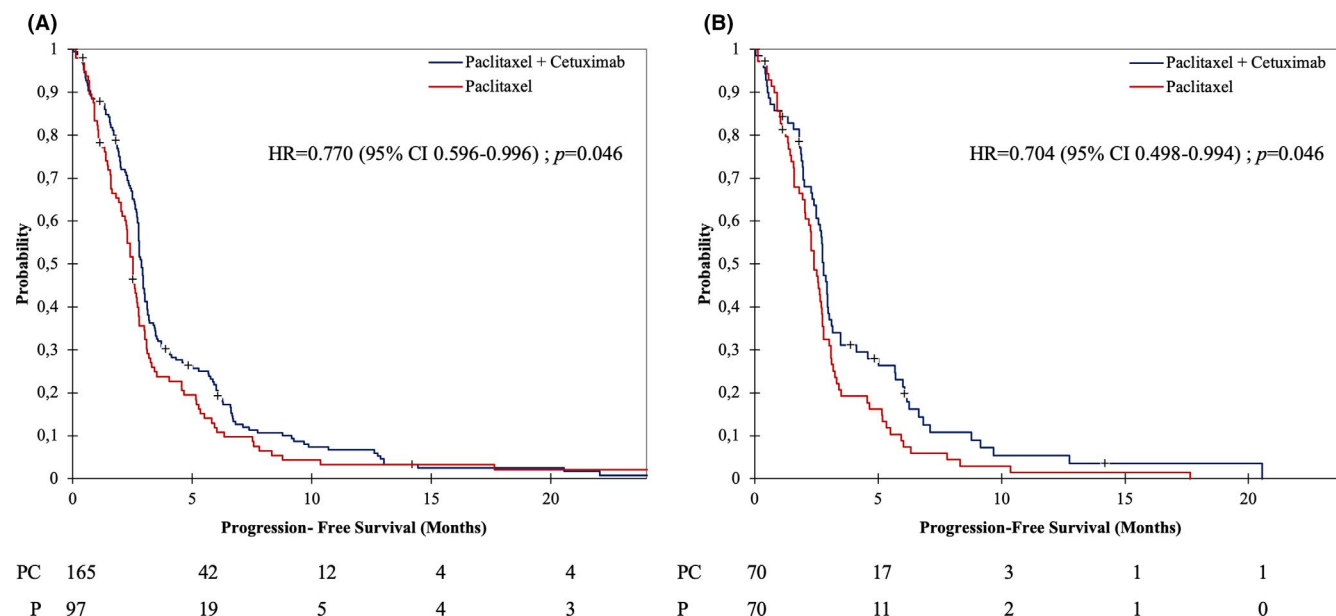 (A)
Probability
1
0,9
0,8
0,7
0,6
0,5
0,4
0,3
0,2
0,1
0
Paclitaxel + Cetuximab
Paclitaxel
HR=0.770 (95% CI 0.596-0.996) ; p=0.046
0 5 10 15 20
Progression- Free Survival (Months)
PC 165 42 12 4 4
P 97 19 5 4 3
(B)
Probability
1
0,9
0,8
0,7
0,6
0,5
0,4
0,3
0,2
0,1
0
Paclitaxel + Cetuximab
Paclitaxel
HR=0.704 (95% CI 0.498-0.994) ; p=0.046
0 5 10 15 20
Progression-Free Survival (Months)
PC 70 17 3 1 1
P 70 11 2 1 0